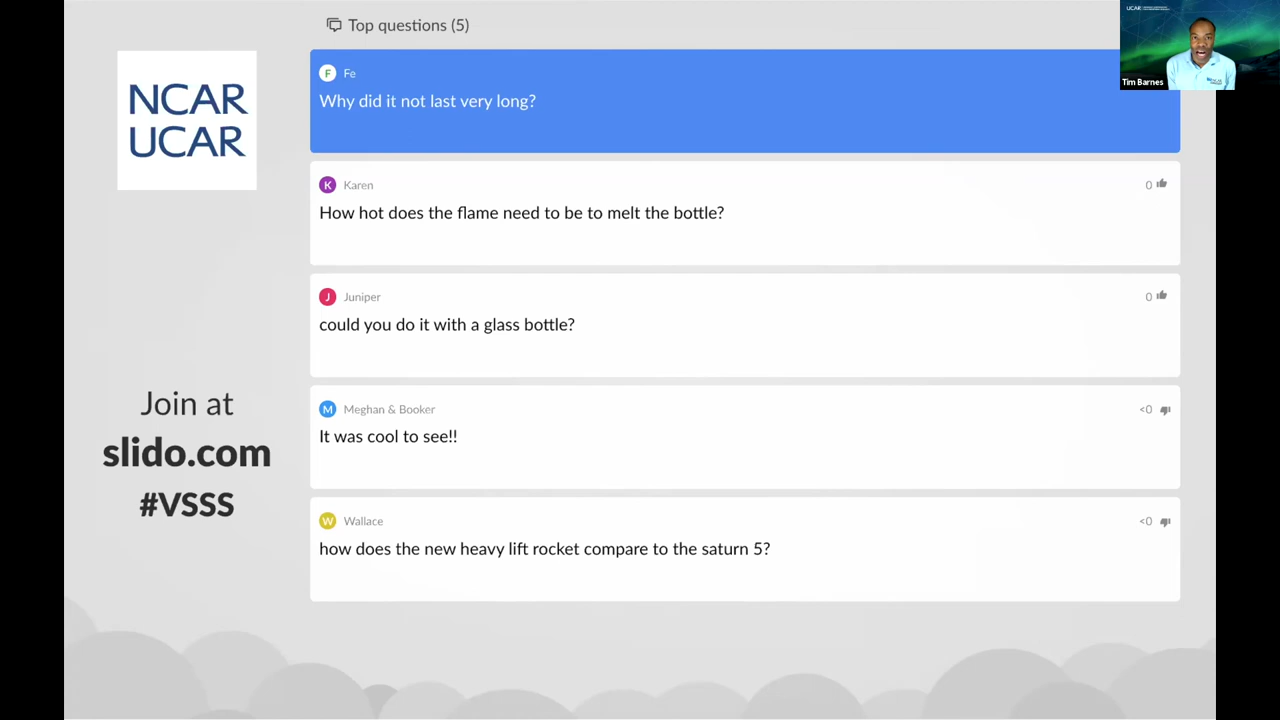 Top questions (5)
NCAR
UCAR
F Fe
Why did it not last very long?
K Karen 0
How hot does the flame need to be to melt the bottle?
J Juniper 0
could you do it with a glass bottle?
M Meghan & Booker <0
It was cool to see!!
W Wallace <0
how does the new heavy lift rocket compare to the saturn 5?
Join at
slido.com
#VSSS
UCAR
Tim Barnes